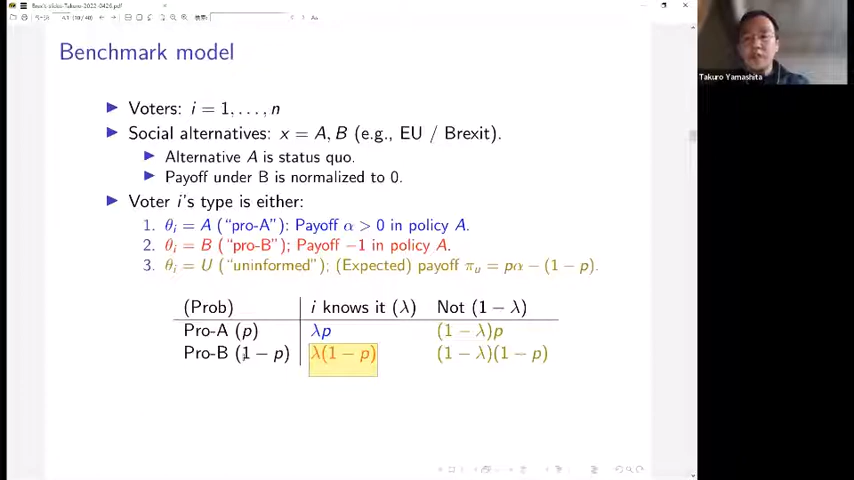 Benchmark model
Voters: i = 1, . . . , n
Social alternatives: x = A, B (e.g., EU / Brexit).
Alternative A is status quo.
Payoff under B is normalized to 0.
Voter i's type is either:
1. θᵢ = A ("pro-A"): Payoff α > 0 in policy A.
2. θᵢ = B ("pro-B"); Payoff −1 in policy A.
3. θᵢ = U ("uninformed"); (Expected) payoff πᵤ = pα − (1 − p).
(Prob) i knows it (λ) Not (1 − λ)
Pro-A (p) λp (1 − λ)p
Pro-B (1 − p) λ(1 − p) (1 − λ)(1 − p)
Takuro Yamashita